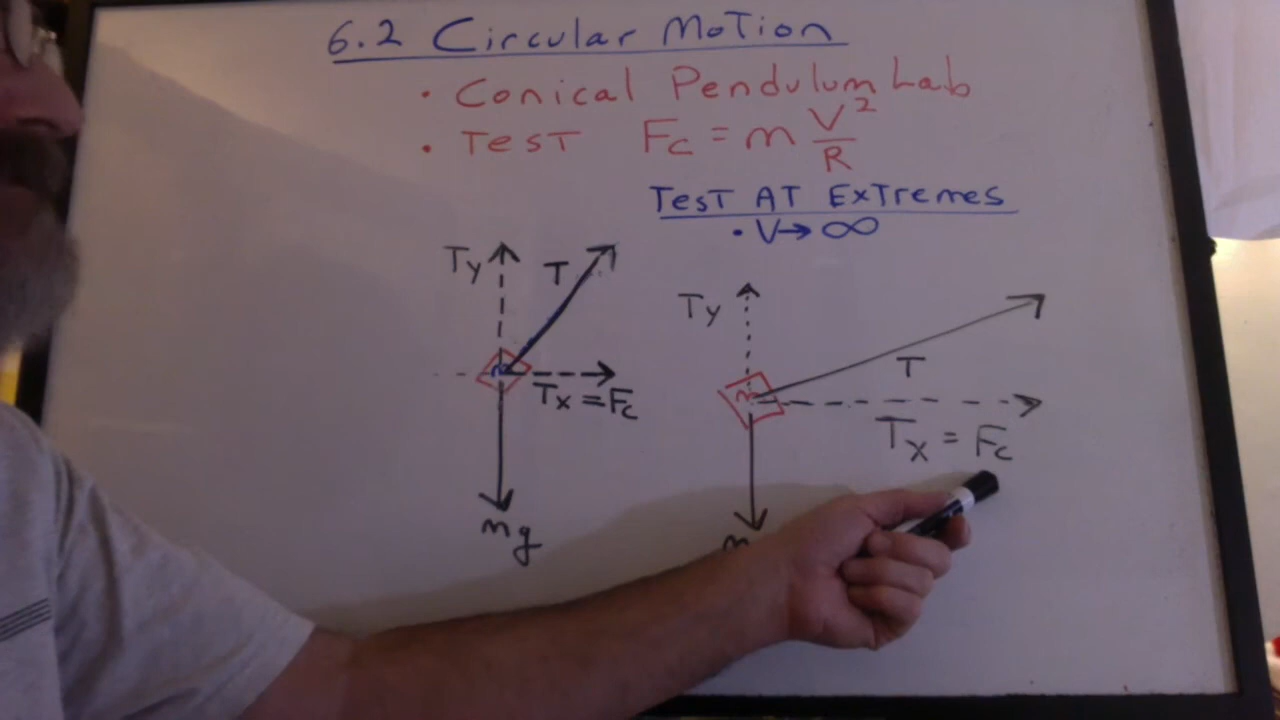 6.2 Circular Motion
• Conical Pendulum Lab
• Test Fc = m V²/R
Test AT Extremes
• V→∞
Ty T
m
Tx = Fc
mg
Ty
T
m
Tx = Fc
m